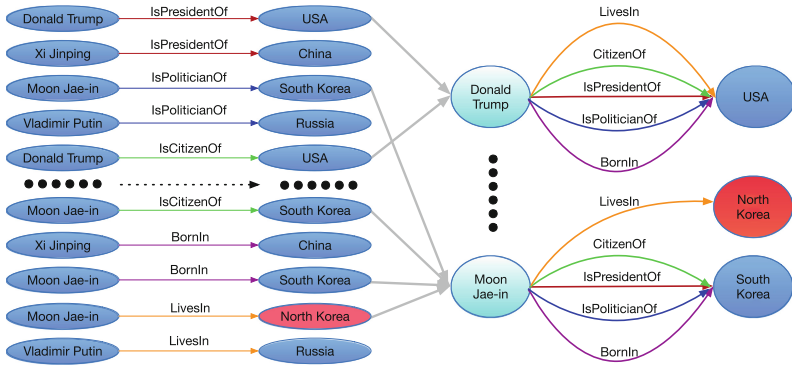 Donald Trump IsPresidentOf USA
Xi Jinping IsPresidentOf China
Moon Jae-in IsPoliticianOf South Korea
Vladimir Putin IsPoliticianOf Russia
Donald Trump IsCitizenOf USA
Moon Jae-in IsCitizenOf South Korea
Xi Jinping BornIn China
Moon Jae-in BornIn South Korea
Moon Jae-in LivesIn North Korea
Vladimir Putin LivesIn Russia
Donald
Trump
LivesIn
CitizenOf
IsPresidentOf
IsPoliticianOf
BornIn
USA
Moon
Jae-in
LivesIn
CitizenOf
IsPresidentOf
IsPoliticianOf
BornIn
North
Korea
South
Korea